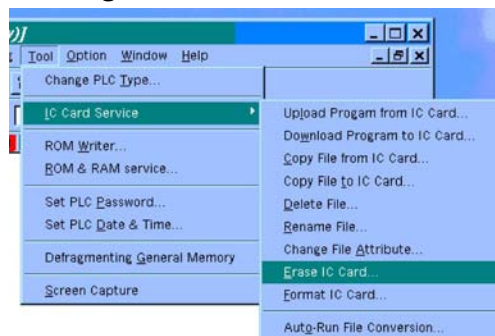 y)]
Tool Option Window Help
Change PLC Type...
IC Card Service
ROM Writer...
ROM & RAM service...
Set PLC Password...
Set PLC Date & Time...
Defragmenting General Memory
Screen Capture
Upload Progam from IC Card...
Download Program to IC Card...
Copy File from IC Card...
Copy File to IC Card...
Delete File...
Rename File...
Change File Attribute...
Erase IC Card...
Format IC Card...
Auto-Run File Conversion...